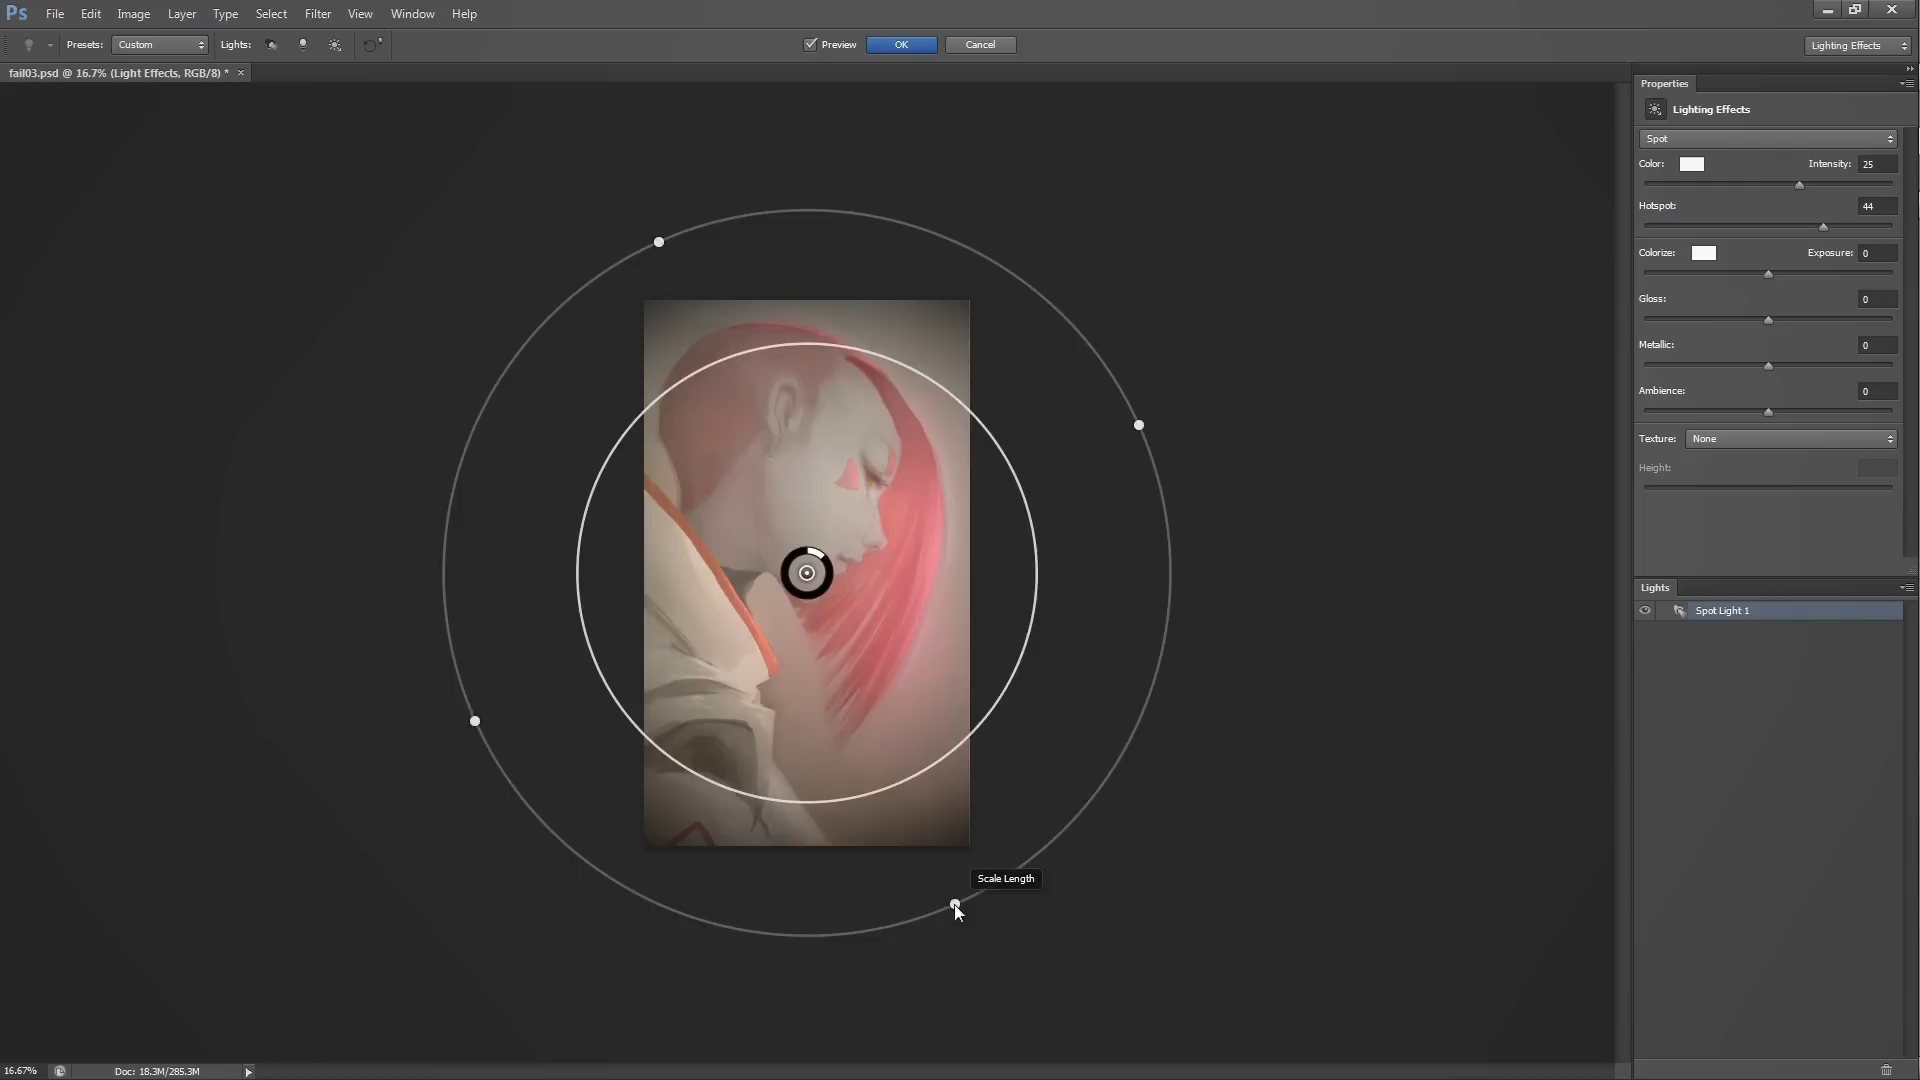 Ps File Edit Image Layer Type Select Filter View Window Help
Presets: Custom Lights: Preview OK Cancel Lighting Effects
fail03.psd @ 16.7% (Light Effects, RGB/8) * ×
Properties
Lighting Effects
Spot
Color: Intensity: 25
Hotspot: 44
Colorize: Exposure: 0
Gloss: 0
Metallic: 0
Ambience: 0
Texture: None
Height:
Lights
Spot Light 1
Scale Length
16.67% Doc: 18.3M/285.3M